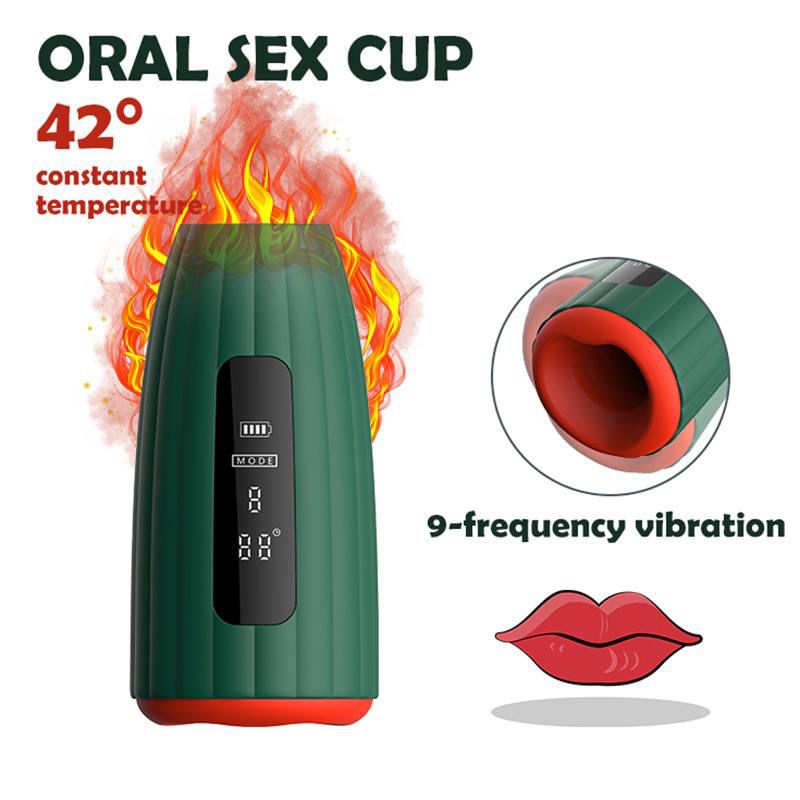 ORAL SEX CUP
42°
constant
temperature
MODE
8
88
9-frequency vibration